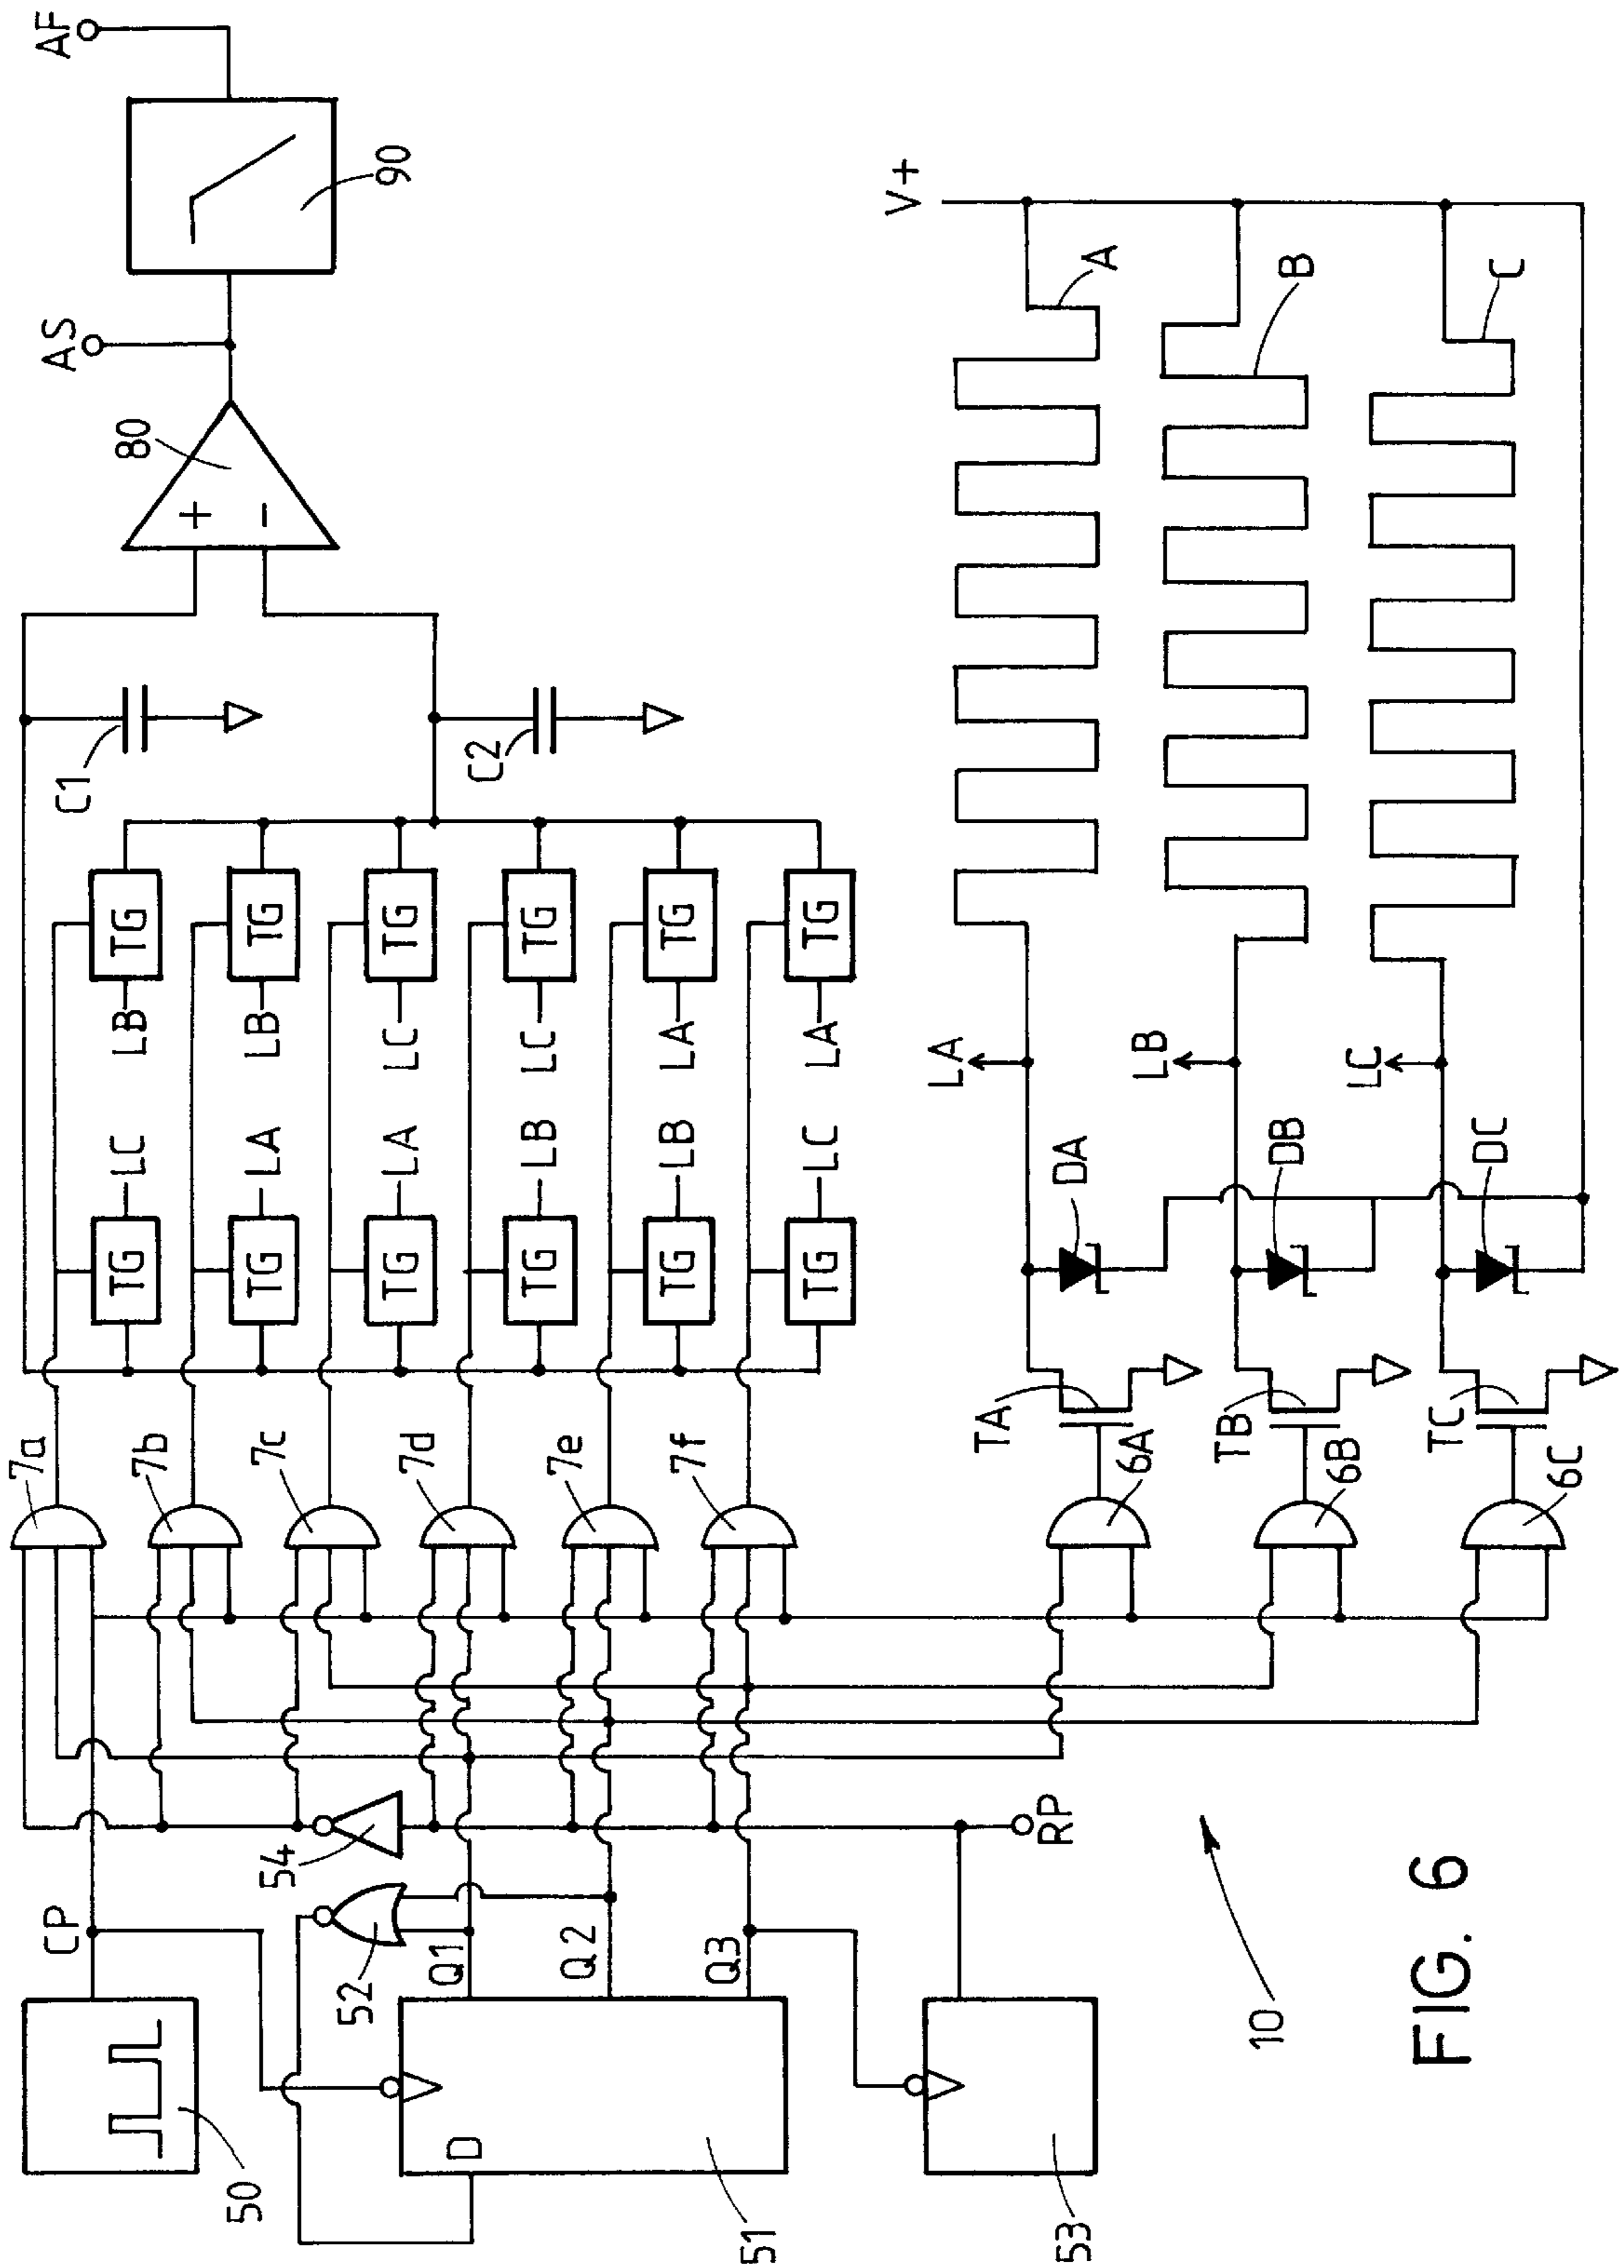 AF
90
AS
80
+
−
C1
C2
V+
A
B
C
TG
TG
TG
TG
TG
TG
LB
LB
LC
LC
LA
LA
LC
LA
LA
LB
LB
LC
TG
TG
TG
TG
TG
TG
LA
LB
LC
DA
DB
DC
7a
7b
7c
7d
7e
7f
TA
TB
TC
6A
6B
6C
CP
54
RP
52
Q1
Q2
Q3
D
50
51
53
10
FIG. 6